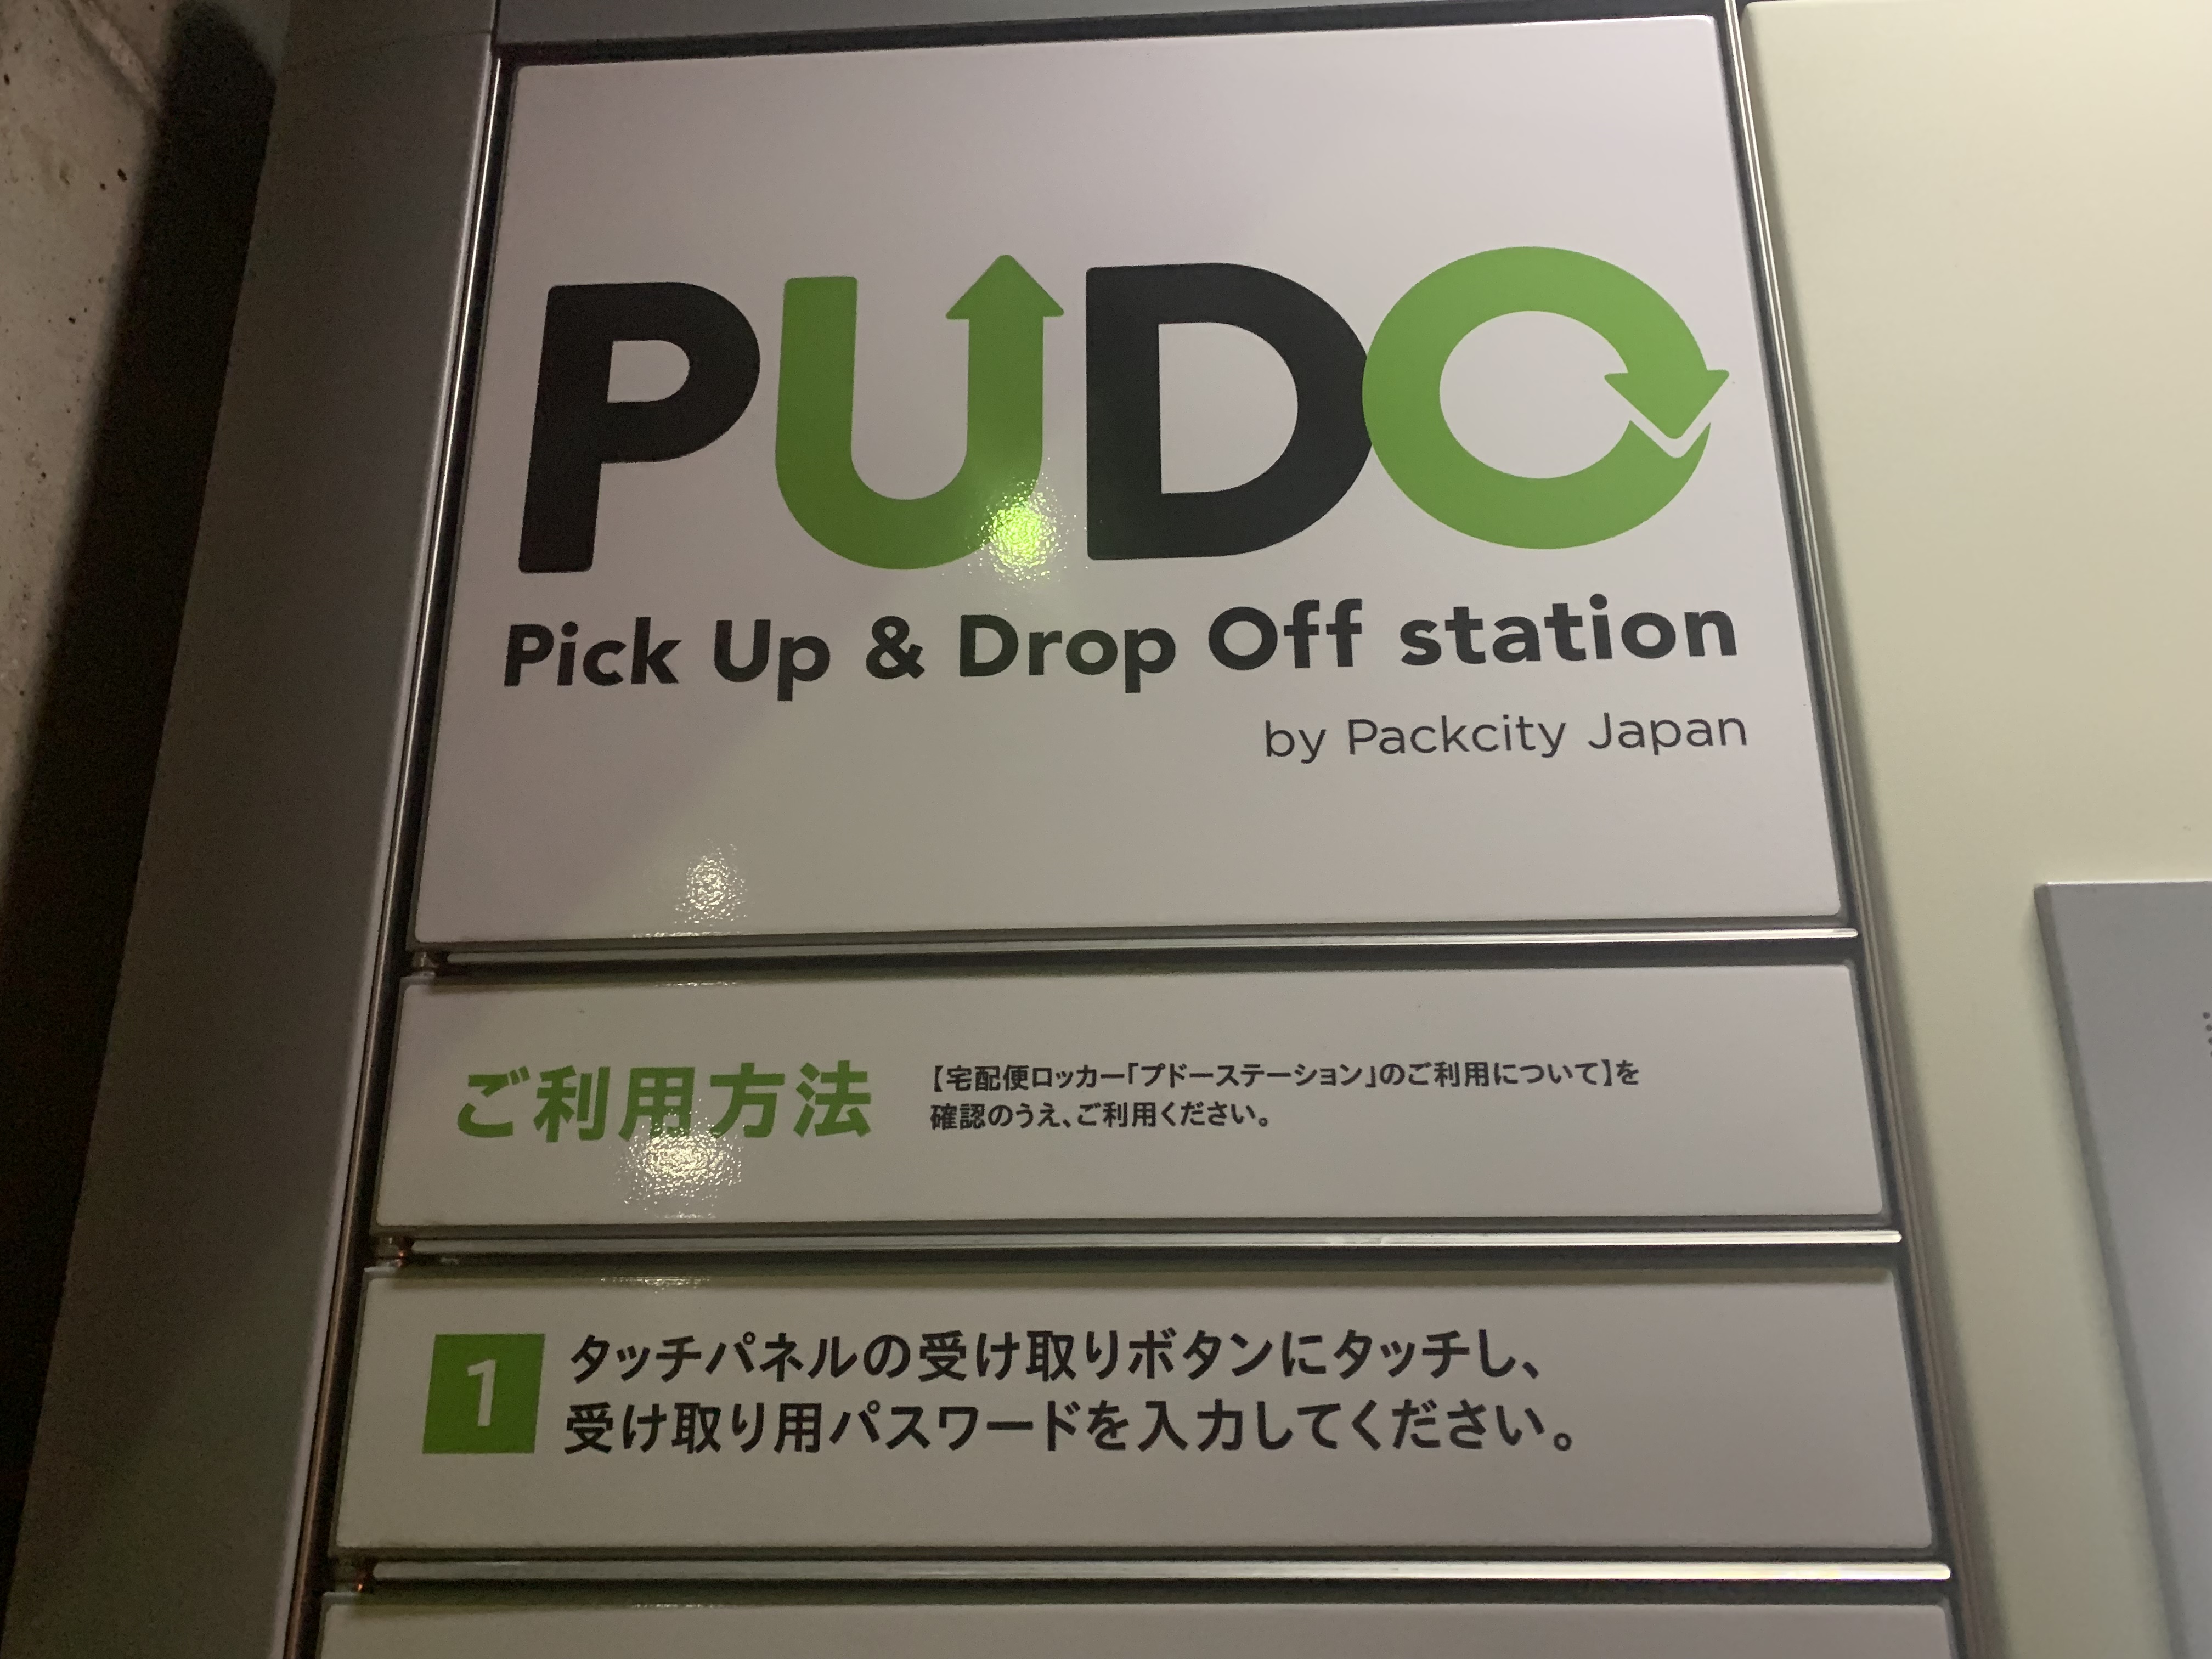 PUDO
Pick Up & Drop Off station
by Packcity Japan
ご利用方法
【宅配便ロッカー「プドーステーション」のご利用について】を
確認のうえ、ご利用ください。
1
タッチパネルの受け取りボタンにタッチし、
受け取り用パスワードを入力してください。